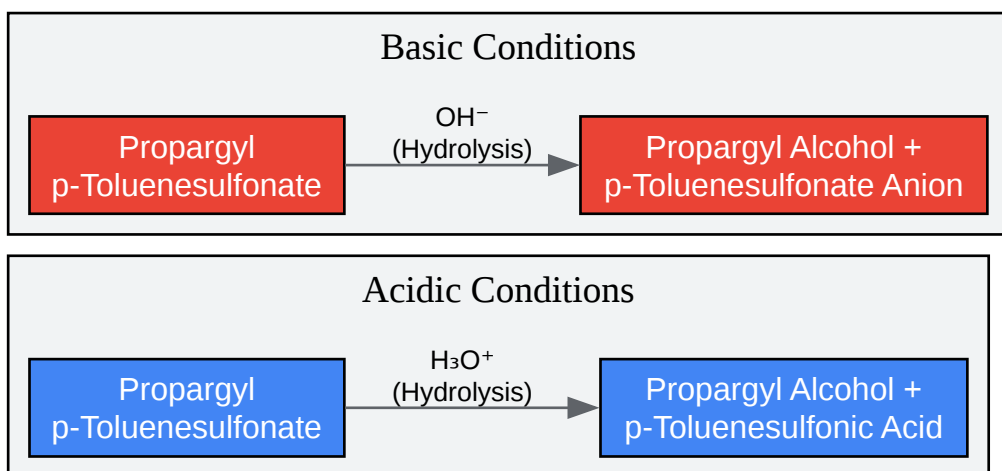 Basic Conditions
OH⁻
(Hydrolysis)
Propargyl
p-Toluenesulfonate
Propargyl Alcohol +
p-Toluenesulfonate Anion
Acidic Conditions
H₃O⁺
(Hydrolysis)
Propargyl
p-Toluenesulfonate
Propargyl Alcohol +
p-Toluenesulfonic Acid